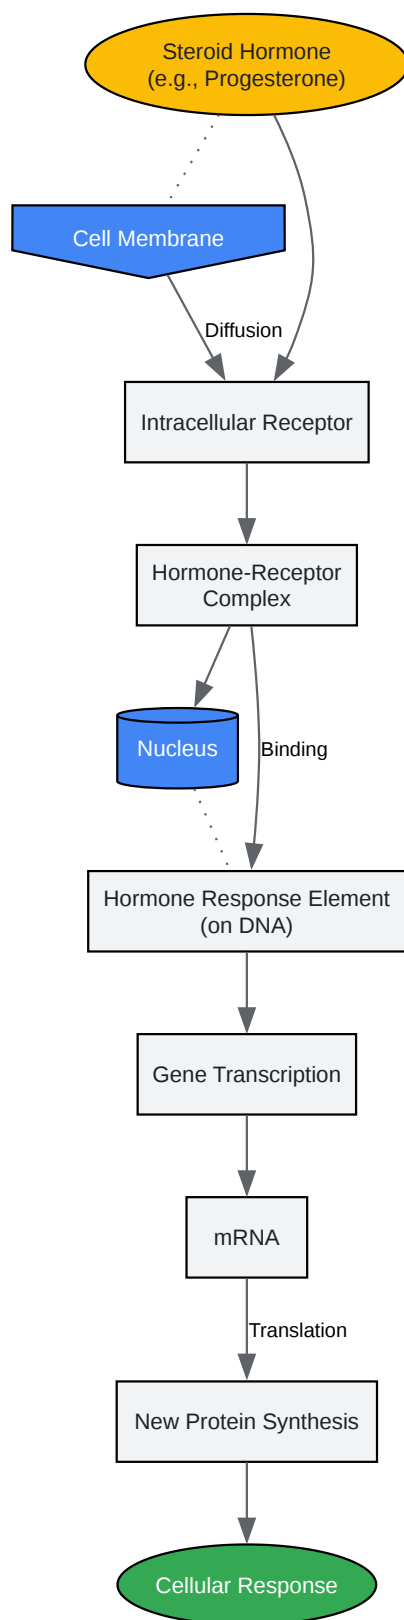 Steroid Hormone
(e.g., Progesterone)
Cell Membrane
Diffusion
Intracellular Receptor
Hormone-Receptor
Complex
Nucleus
Binding
Hormone Response Element
(on DNA)
Gene Transcription
mRNA
Translation
New Protein Synthesis
Cellular Response